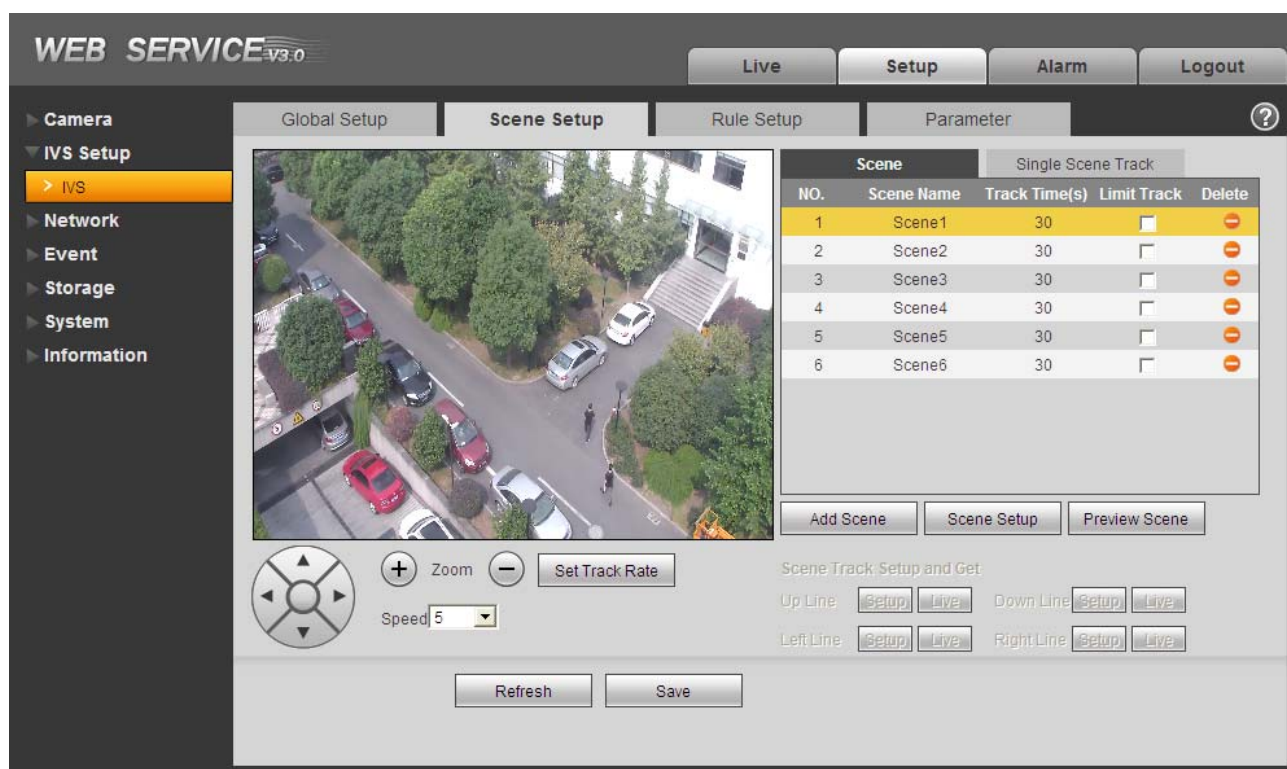 WEB SERVICE V3.0
Live Setup Alarm Logout
Camera
IVS Setup
> IVS
Network
Event
Storage
System
Information
Global Setup Scene Setup Rule Setup Parameter ?
Scene Single Scene Track
NO. Scene Name Track Time(s) Limit Track Delete
1 Scene1 30
2 Scene2 30
3 Scene3 30
4 Scene4 30
5 Scene5 30
6 Scene6 30
Add Scene Scene Setup Preview Scene
Zoom Set Track Rate
Speed 5
Scene Track Setup and Get
Up Line Setup Live Down Line Setup Live
Left Line Setup Live Right Line Setup Live
Refresh Save